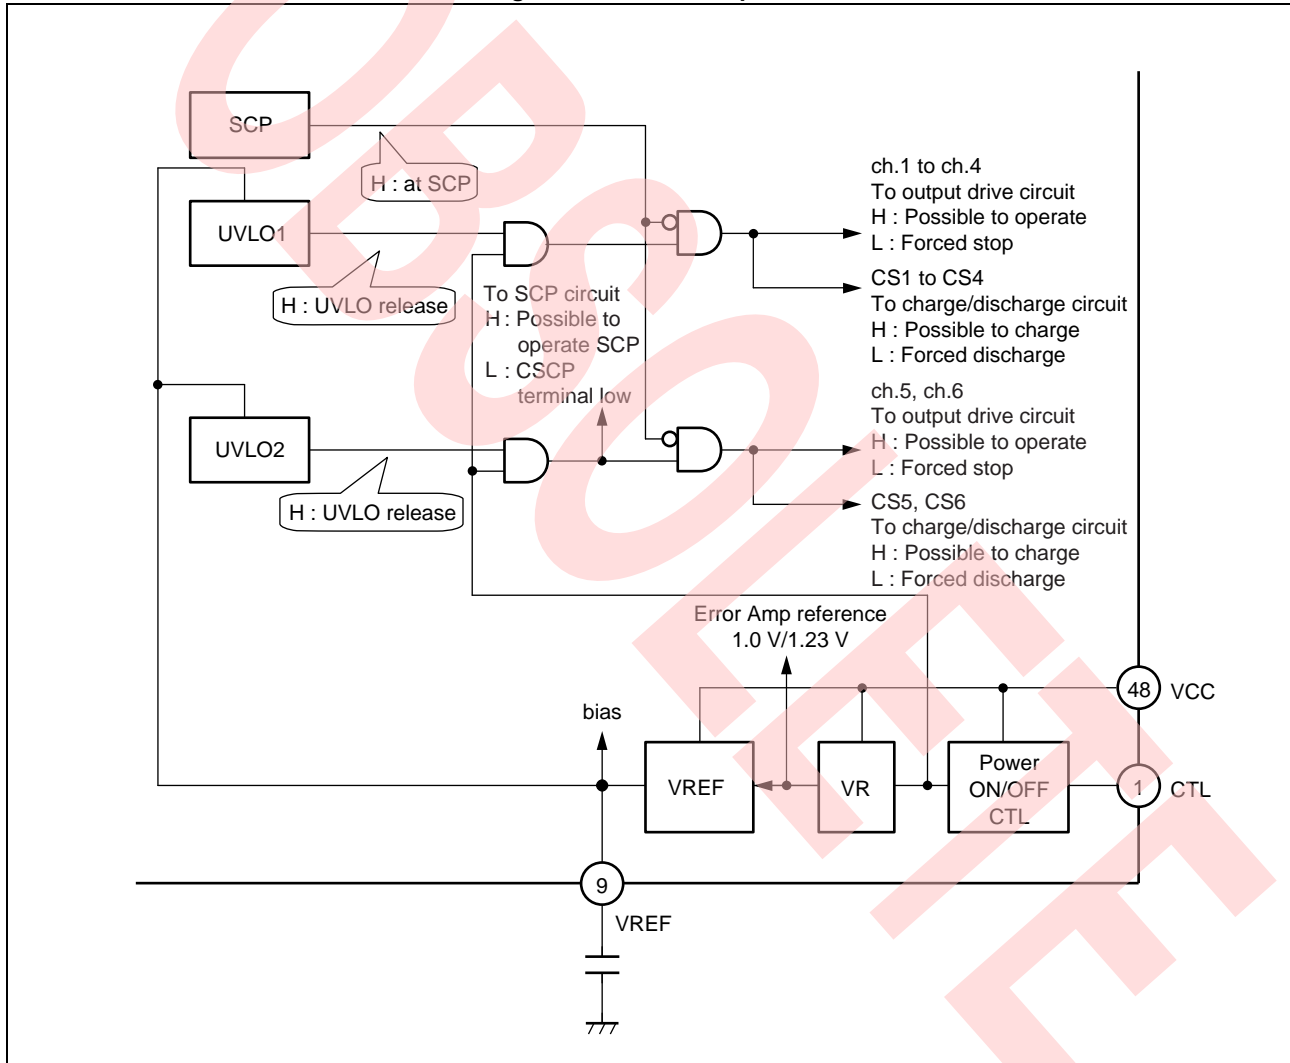 SCP
H : at SCP
UVLO1
H : UVLO release
To SCP circuit
H : Possible to
operate SCP
L : CSCP
terminal low
UVLO2
H : UVLO release
ch.1 to ch.4
To output drive circuit
H : Possible to operate
L : Forced stop
CS1 to CS4
To charge/discharge circuit
H : Possible to charge
L : Forced discharge
ch.5, ch.6
To output drive circuit
H : Possible to operate
L : Forced stop
CS5, CS6
To charge/discharge circuit
H : Possible to charge
L : Forced discharge
Error Amp reference
1.0 V/1.23 V
bias
VREF
VR
Power
ON/OFF
CTL
48 VCC
1 CTL
9
VREF
OBSOLETE